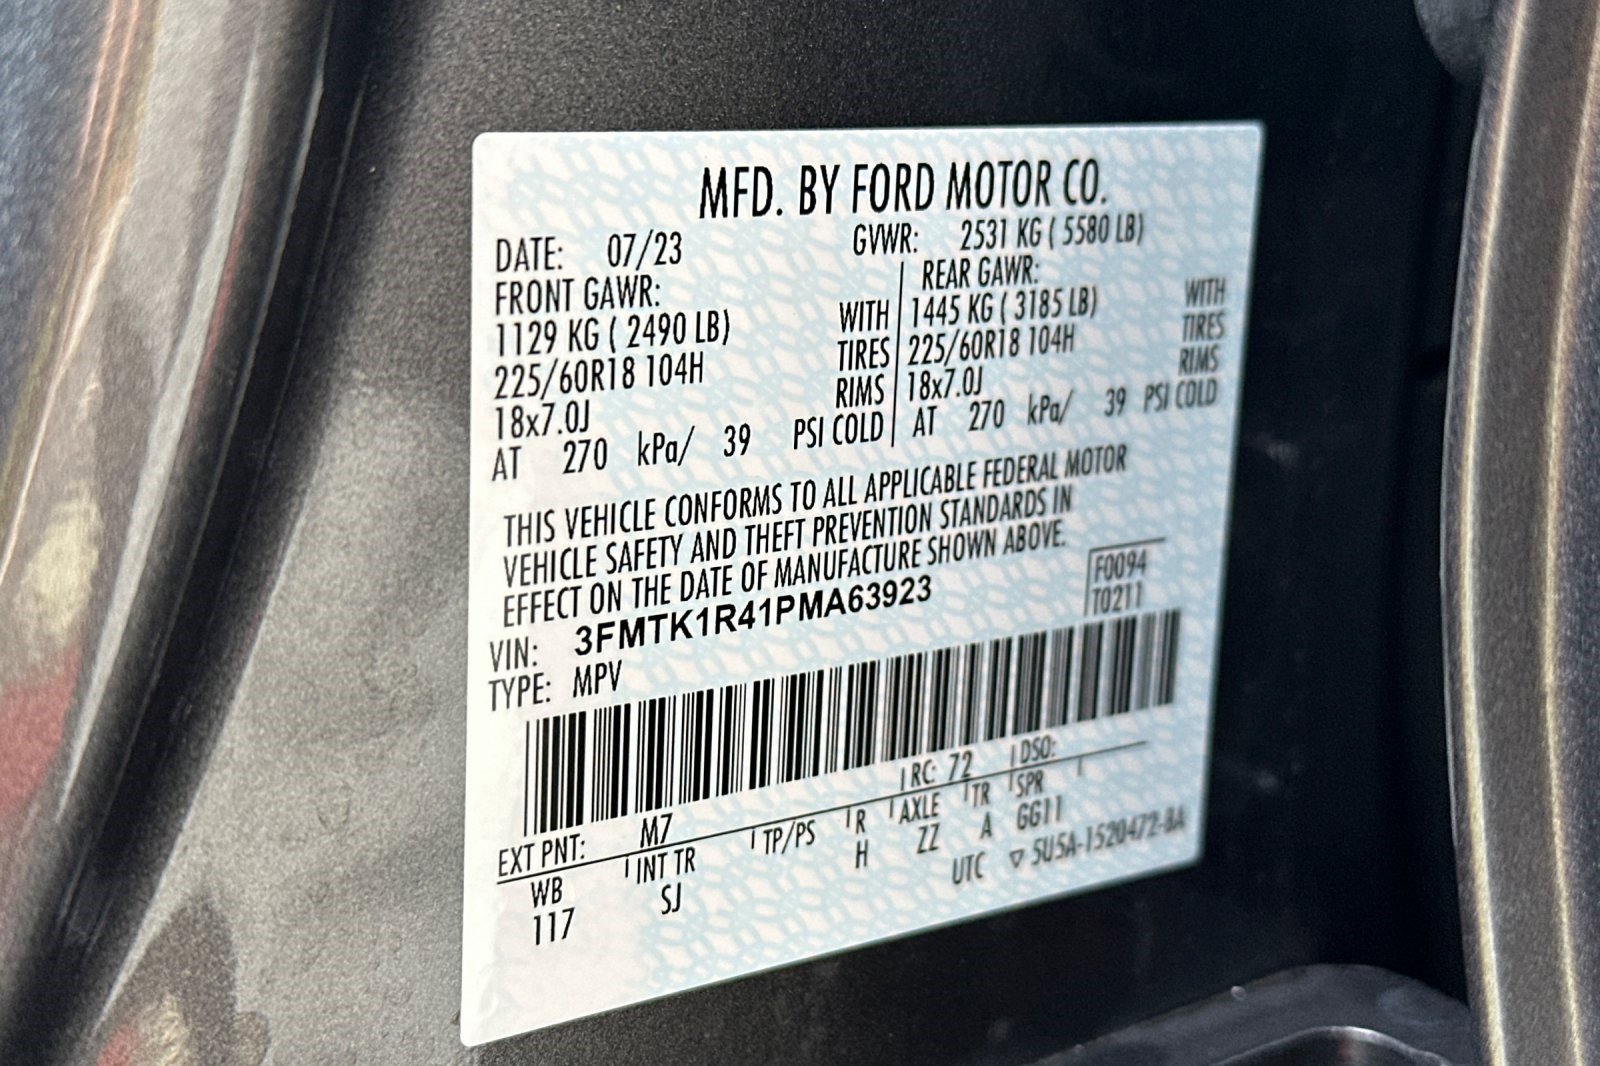 MFD. BY FORD MOTOR CO.
DATE: 07/23 GVWR: 2531 KG ( 5580 LB)
FRONT GAWR: REAR GAWR:
1129 KG ( 2490 LB) WITH 1445 KG ( 3185 LB) WITH
225/60R18 104H TIRES 225/60R18 104H TIRES
18x7.0J RIMS 18x7.0J RIMS
AT 270 kPa/ 39 PSI COLD AT 270 kPa/ 39 PSI COLD
THIS VEHICLE CONFORMS TO ALL APPLICABLE FEDERAL MOTOR
VEHICLE SAFETY AND THEFT PREVENTION STANDARDS IN
EFFECT ON THE DATE OF MANUFACTURE SHOWN ABOVE.
VIN: 3FMTK1R41PMA63923 F0094
TYPE: MPV T0211
EXT PNT: M7 RC: 72 DSO:
WB INT TR TP/PS R AXLE TR SPR
117 SJ H ZZ A GG11
UTC ▽ 5U5A-1520472-BA